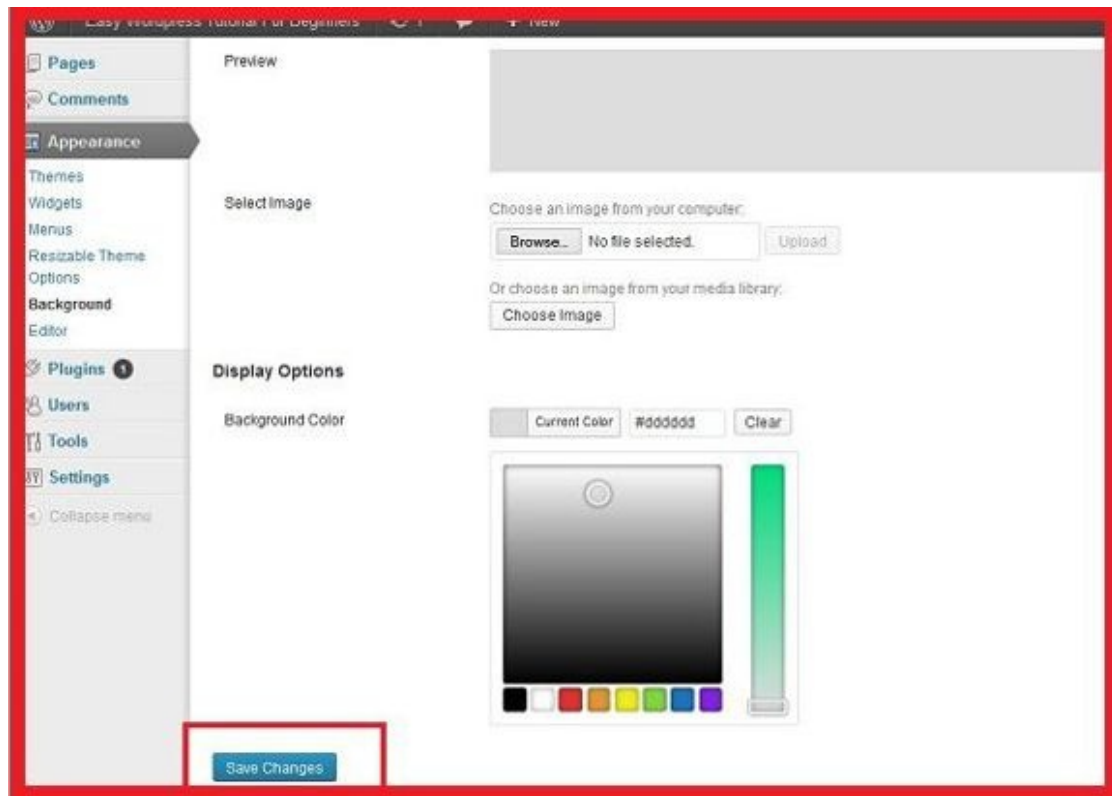 Easy Wordpress Tutorial For Beginners 1 + New
Pages
Comments
Appearance
Themes
Widgets
Menus
Resizable Theme
Options
Background
Editor
Plugins 1
Users
Tools
Settings
Collapse menu
Preview
Select Image
Choose an image from your computer:
Browse... No file selected. Upload
Or choose an image from your media library:
Choose Image
Display Options
Background Color
Current Color #dddddd Clear
Save Changes